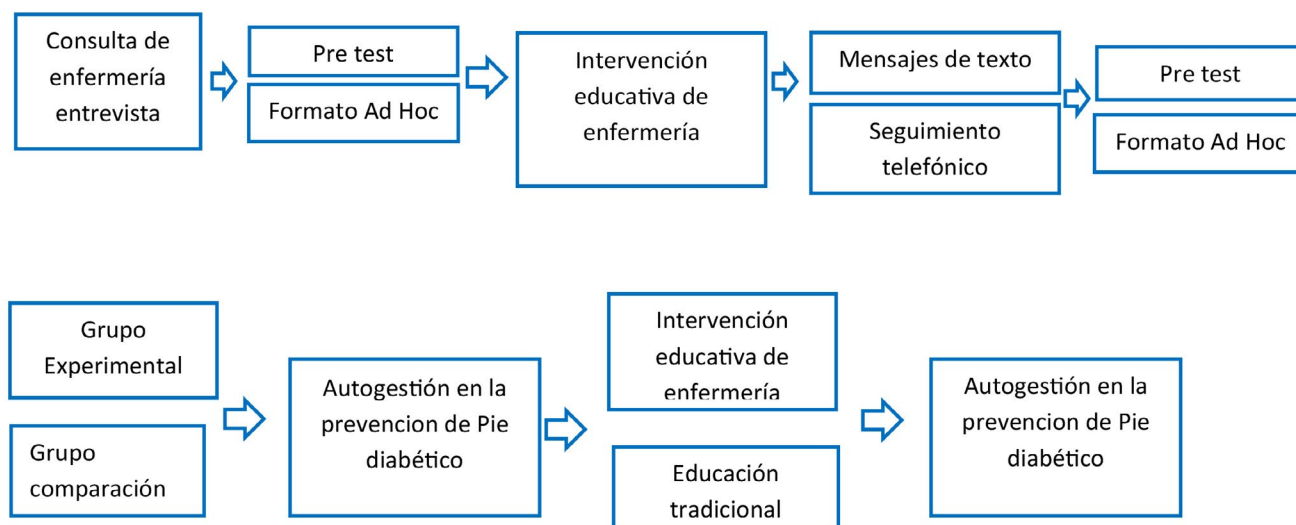 Consulta de
enfermería
entrevista
Pre test
Formato Ad Hoc
Intervención
educativa de
enfermería
Mensajes de texto
Seguimiento
telefónico
Pre test
Formato Ad Hoc
Grupo
Experimental
Grupo
comparación
Autogestión en la
prevencion de Pie
diabético
Intervención
educativa de
enfermería
Educación
tradicional
Autogestión en la
prevencion de Pie
diabético